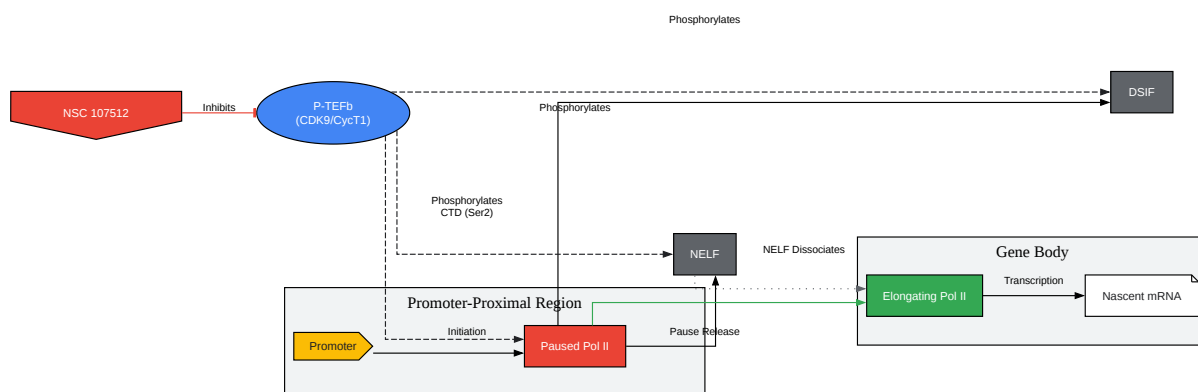 Phosphorylates
NSC 107512
Inhibits
P-TEFb
(CDK9/CycT1)
Phosphorylates
DSIF
Phosphorylates
CTD (Ser2)
NELF
NELF Dissociates
Gene Body
Elongating Pol II
Transcription
Nascent mRNA
Promoter-Proximal Region
Promoter
Initiation
Paused Pol II
Pause Release